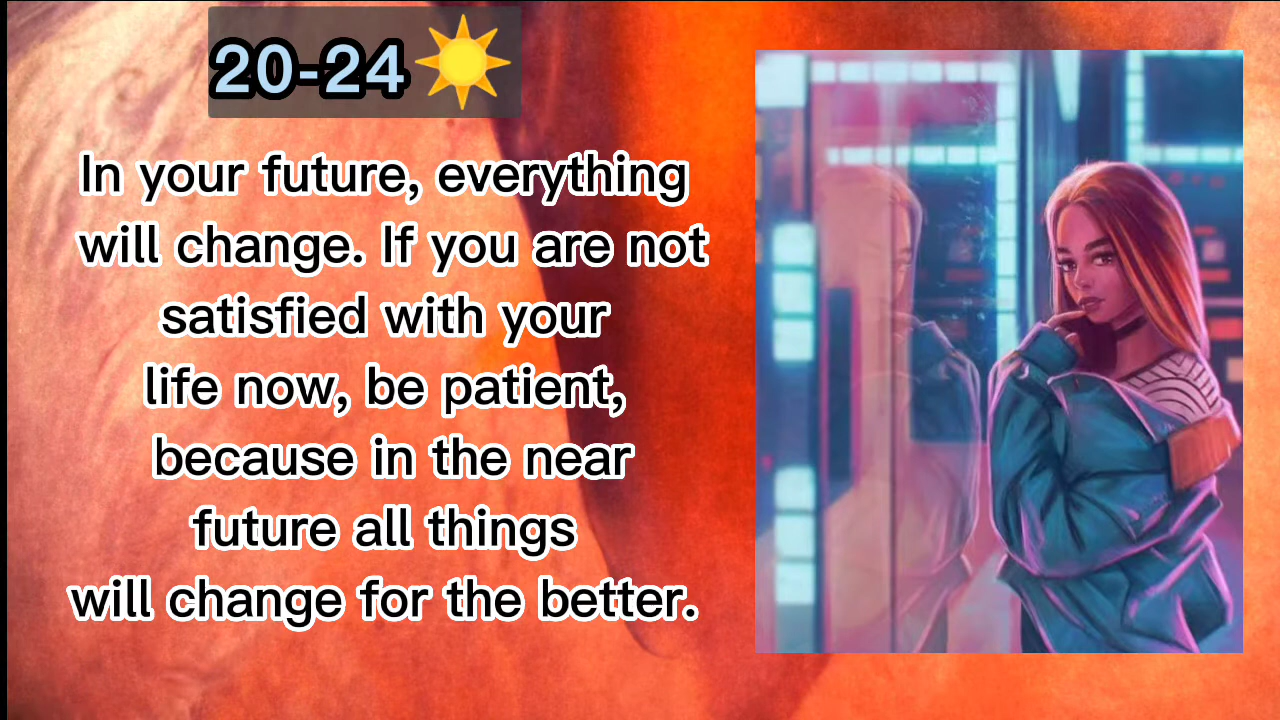 20-24☀️
In your future, everything
will change. If you are not
satisfied with your
life now, be patient,
because in the near
future all things
will change for the better.